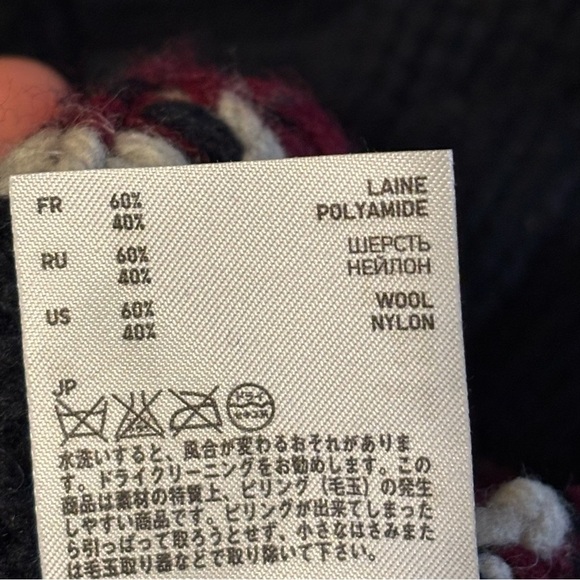 FR 60% LAINE
40% POLYAMIDE
RU 60% ШЕРСТЬ
40% НЕЙЛОН
US 60% WOOL
40% NYLON
JP
ドライ
水洗いすると、風合が変わるおそれがありま
す。ドライクリーニングをお勧めします。この
商品は素材の特質上、ピリング（毛玉）の発生
しやすい商品です。ピリングが出来てしまった
ら引っぱって取ろうとせず、小さなはさみまた
は毛玉取り器などで取り除いて下さい。